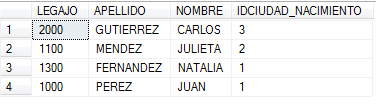 LEGAJO APELLIDO NOMBRE IDCIUDAD_NACIMIENTO
1 2000 GUTIERREZ CARLOS 3
2 1100 MENDEZ JULIETA 2
3 1300 FERNANDEZ NATALIA 1
4 1000 PEREZ JUAN 1